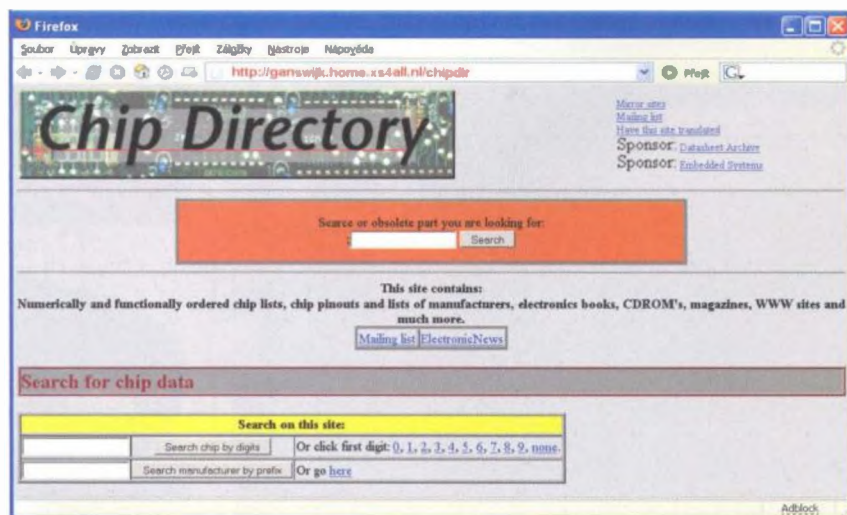 Firefox
Soubor Úpravy Zobrazit Přejít Záložky Nástroje Nápověda
http://ganswijk.home.xs4all.nl/chipdir Přejít G
Chip Directory
Mirror sites
Mailing list
Have this site translated
Sponsor: Datasheet Archive
Sponsor: Embedded Systems
Scarce or obsolete part you are looking for:
: Search
This site contains:
Numerically and functionally ordered chip lists, chip pinouts and lists of manufacturers, electronics books, CDROM's, magazines, WWW sites and
much more.
Mailing list ElectronicNews
Search for chip data
Search on this site:
Search chip by digits Or click first digit: 0, 1, 2, 3, 4, 5, 6, 7, 8, 9, none.
Search manufacturer by prefix Or go here
Adblock